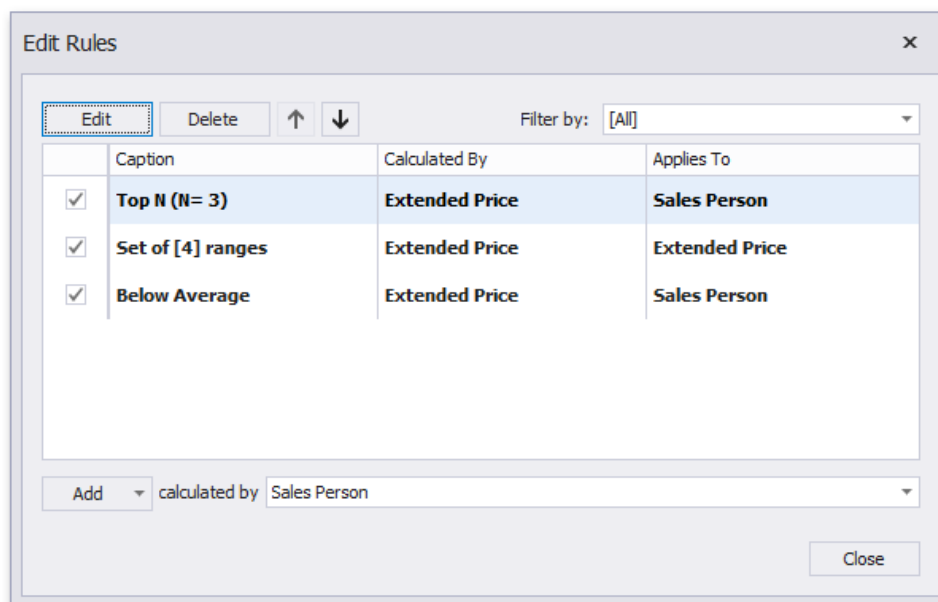 Edit Rules
Edit Delete Filter by: [All]
Caption Calculated By Applies To
Top N (N= 3) Extended Price Sales Person
Set of [4] ranges Extended Price Extended Price
Below Average Extended Price Sales Person
Add calculated by Sales Person
Close